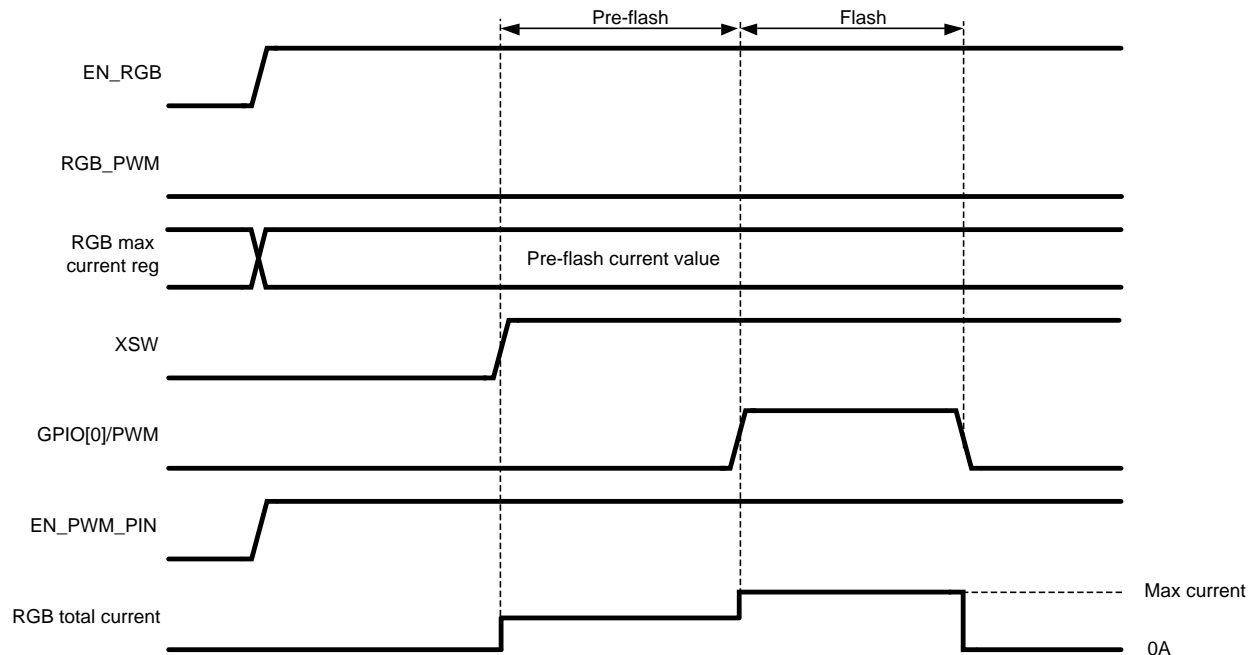 Pre-flash
Flash
EN_RGB
RGB_PWM
RGB max
current reg
Pre-flash current value
XSW
GPIO[0]/PWM
EN_PWM_PIN
RGB total current
Max current
0A